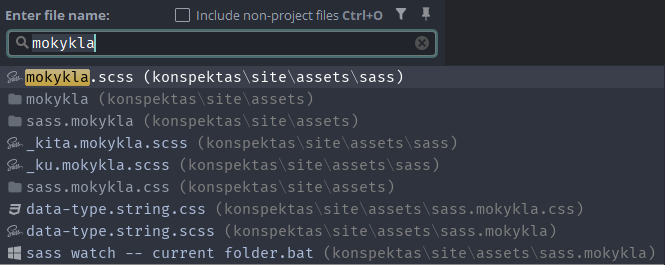 Enter file name: Include non-project files Ctrl+O
mokykla
mokykla.scss (konspektas\site\assets\sass)
mokykla (konspektas\site\assets)
sass.mokykla (konspektas\site\assets)
_kita.mokykla.scss (konspektas\site\assets\sass)
_ku.mokykla.scss (konspektas\site\assets\sass)
sass.mokykla.css (konspektas\site\assets)
data-type.string.css (konspektas\site\assets\sass.mokykla.css)
data-type.string.scss (konspektas\site\assets\sass.mokykla)
sass watch -- current folder.bat (konspektas\site\assets\sass.mokykla)